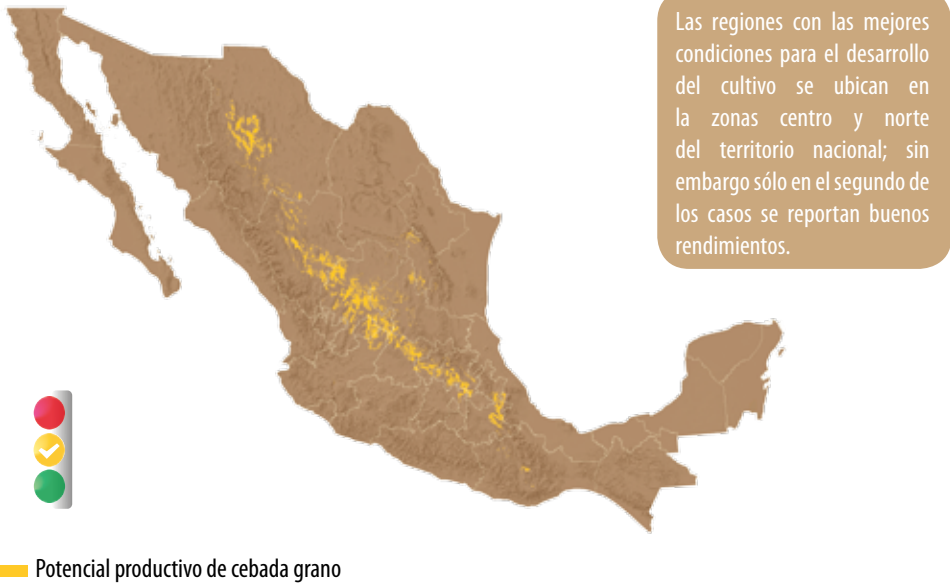 Las regiones con las mejores
condiciones para el desarrollo
del cultivo se ubican en
la zonas centro y norte
del territorio nacional; sin
embargo sólo en el segundo de
los casos se reportan buenos
rendimientos.
Potencial productivo de cebada grano